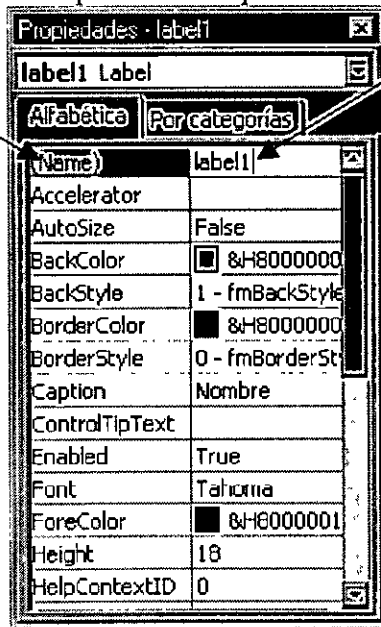 Propiedades - label1
label1 Label
Alfabética Por categorías
(Name) label1
Accelerator
AutoSize False
BackColor &H8000000
BackStyle 1 - fmBackStyle
BorderColor &H8000000
BorderStyle 0 - fmBorderSt
Caption Nombre
ControlTipText
Enabled True
Font Tahoma
ForeColor &H8000001
Height 18
HelpContextID 0